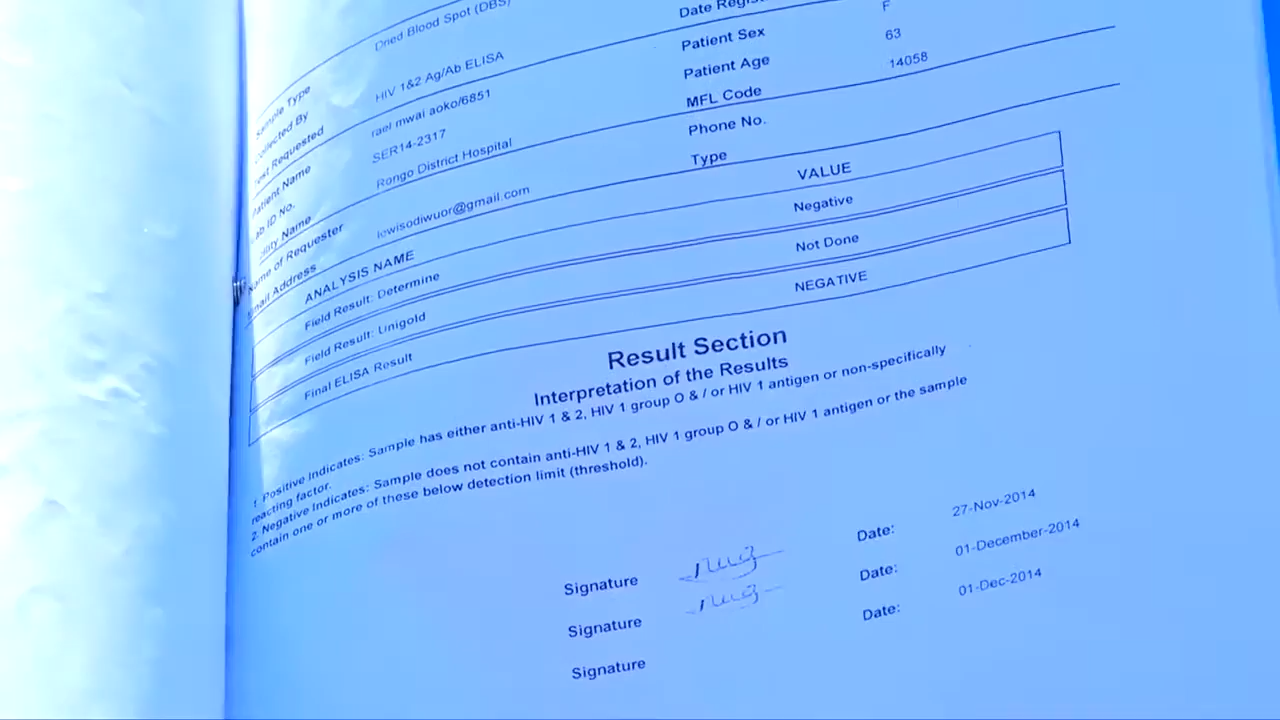 Dried Blood Spot (DBS)
Sample Type
Collected By
HIV 1&2 Ag/Ab ELISA
Test Requested
rael mwai aoko/6851
Patient Name
SER14-2317
Lab ID No.
Rongo District Hospital
Facility Name
Name of Requester
lewisodiwuor@gmail.com
Email Address
F
Patient Sex
63
Patient Age
14058
MFL Code
Phone No.
Type
ANALYSIS NAME VALUE
Field Result: Determine Negative
Field Result: Unigold Not Done
Final ELISA Result NEGATIVE
Result Section
Interpretation of the Results
1. Positive Indicates: Sample has either anti-HIV 1 & 2, HIV 1 group O & / or HIV 1 antigen or non-specifically
reacting factor.
2. Negative Indicates: Sample does not contain anti-HIV 1 & 2, HIV 1 group O & / or HIV 1 antigen or the sample
contain one or more of these below detection limit (threshold).
Signature Date: 27-Nov-2014
Signature Date: 01-December-2014
Signature Date: 01-Dec-2014